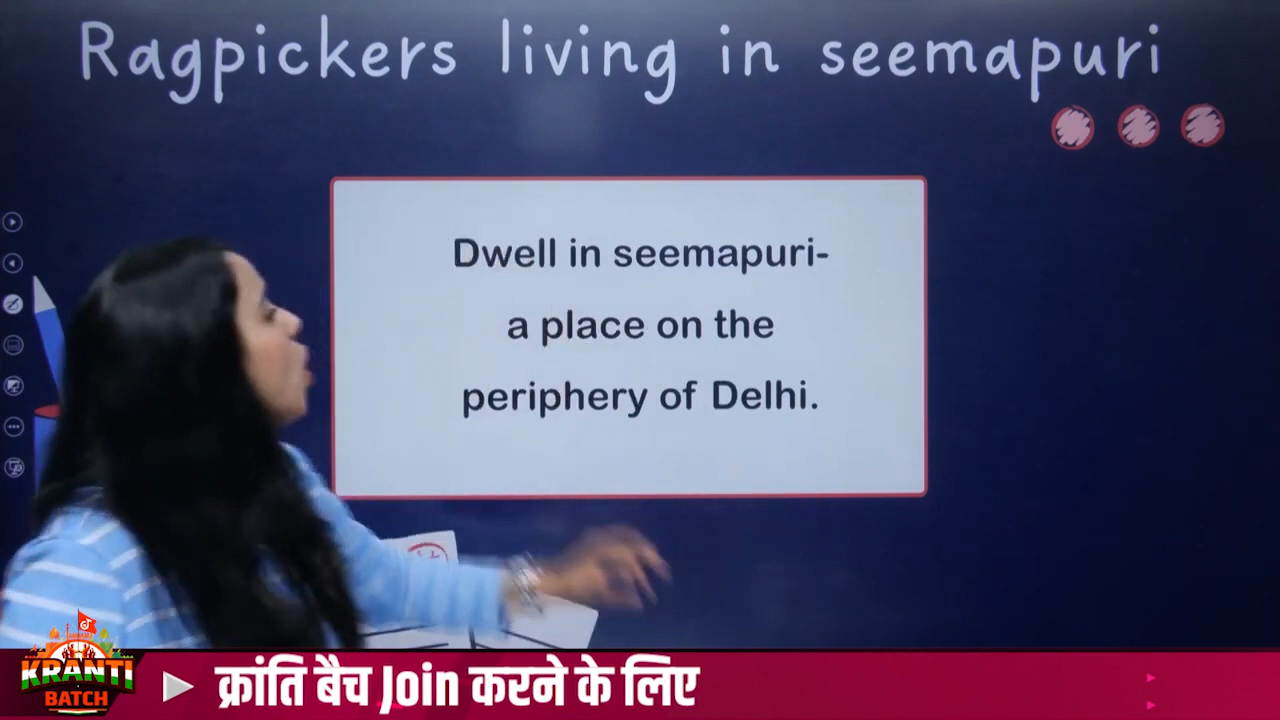 Ragpickers living in seemapuri
Dwell in seemapuri-
a place on the
periphery of Delhi.
KRANTI
BATCH
क्रांति बैच Join करने के लिए